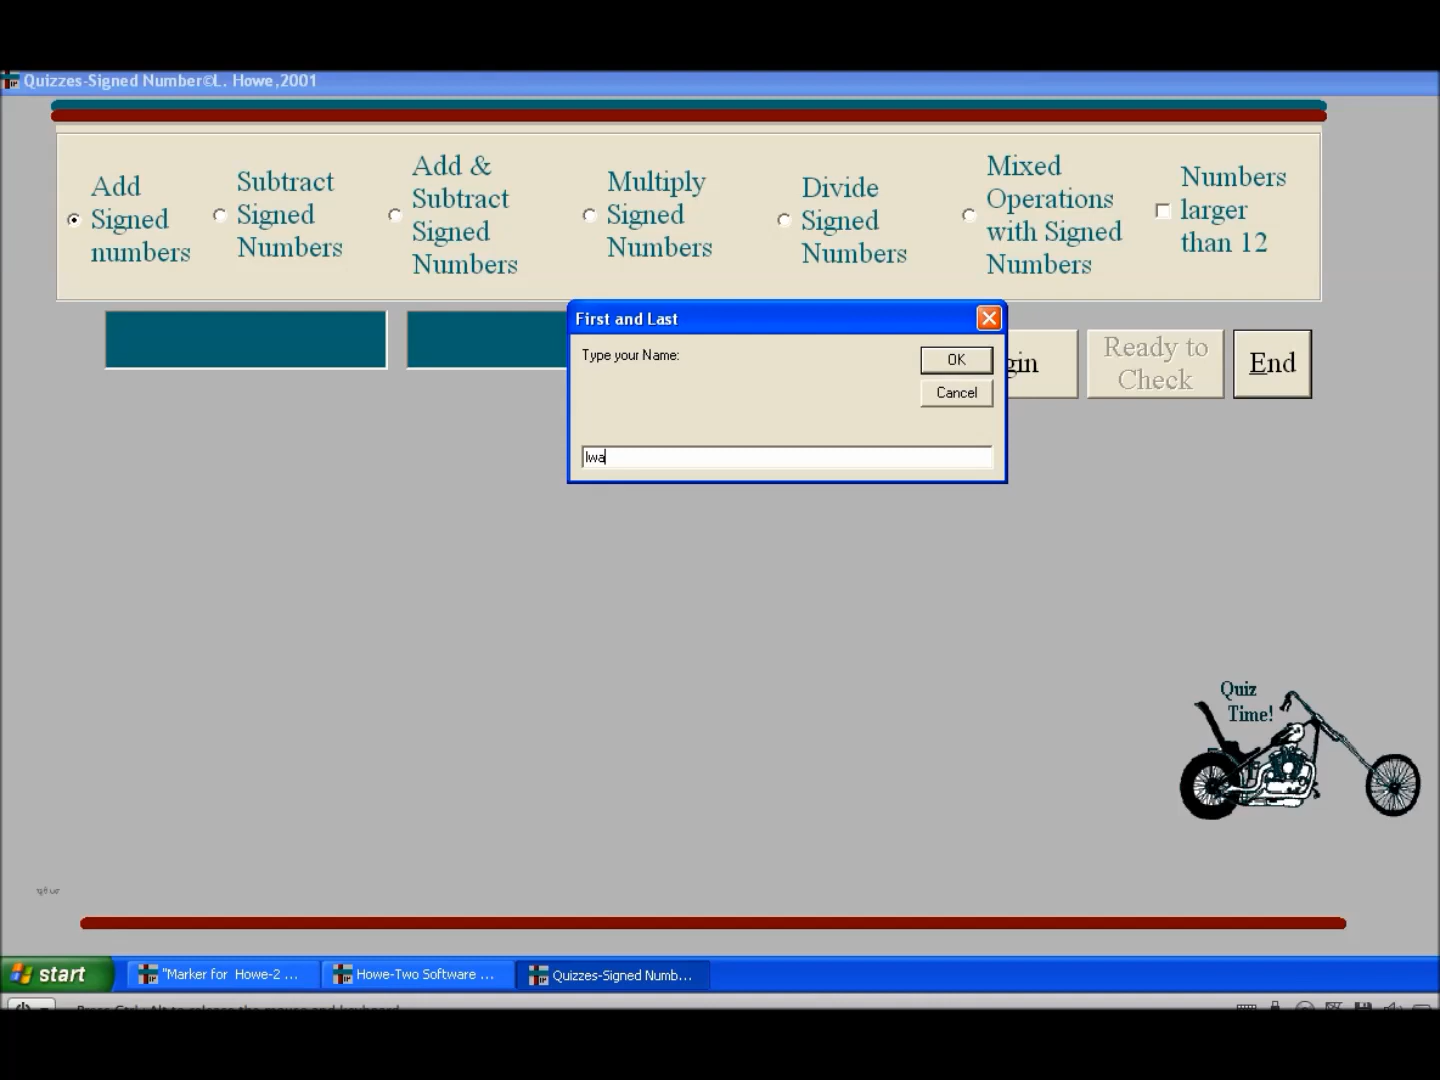 Quizzes-Signed Number©L. Howe,2001
Add
Signed
numbers
Subtract
Signed
Numbers
Add &
Subtract
Signed
Numbers
Multiply
Signed
Numbers
Divide
Signed
Numbers
Mixed
Operations
with Signed
Numbers
Numbers
larger
than 12
First and Last
Type your Name:
OK
Cancel
lwa
gin
Ready to
Check
End
Quiz
Time!
start
"Marker for Howe-2 ...
Howe-Two Software ...
Quizzes-Signed Numb...